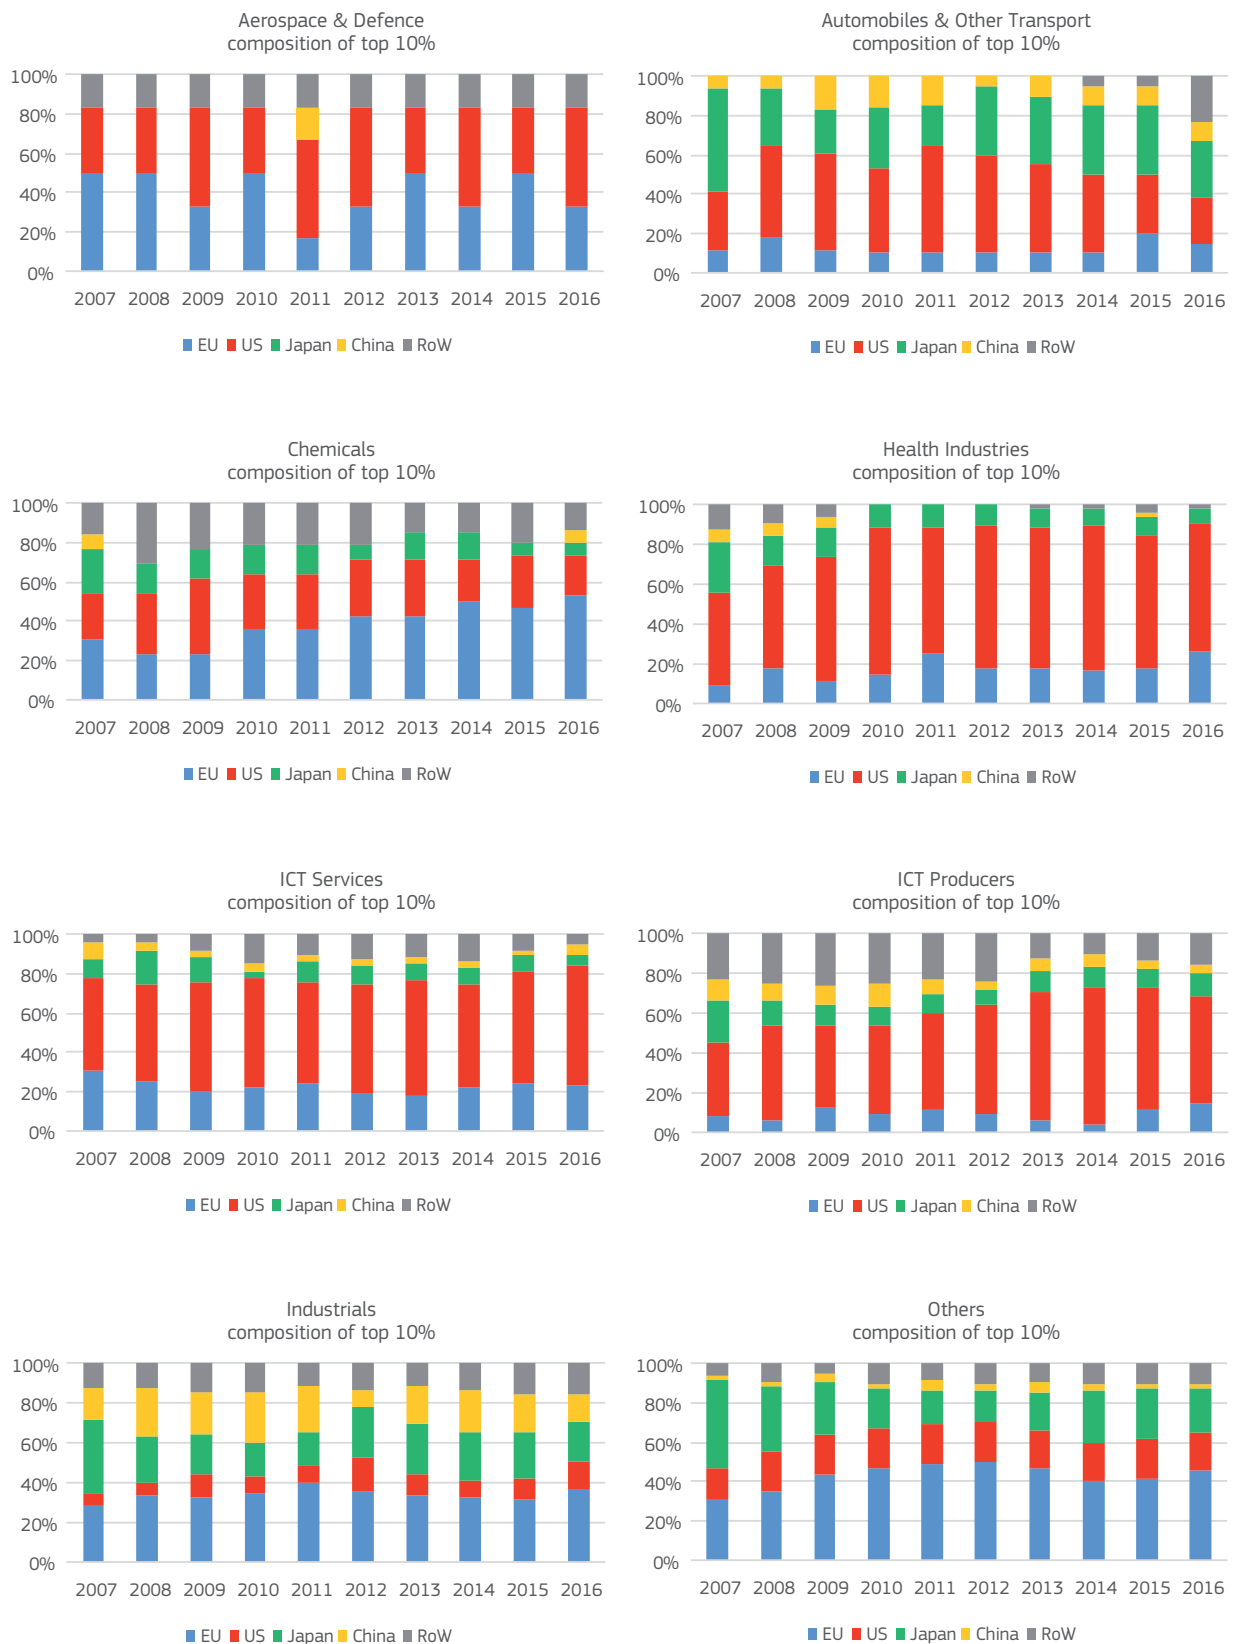 Aerospace & Defence
composition of top 10%
100%
80%
60%
40%
20%
0%
2007 2008 2009 2010 2011 2012 2013 2014 2015 2016
EU US Japan China RoW
Automobiles & Other Transport
composition of top 10%
100%
80%
60%
40%
20%
0%
2007 2008 2009 2010 2011 2012 2013 2014 2015 2016
EU US Japan China RoW
Chemicals
composition of top 10%
100%
80%
60%
40%
20%
0%
2007 2008 2009 2010 2011 2012 2013 2014 2015 2016
EU US Japan China RoW
Health Industries
composition of top 10%
100%
80%
60%
40%
20%
0%
2007 2008 2009 2010 2011 2012 2013 2014 2015 2016
EU US Japan China RoW
ICT Services
composition of top 10%
100%
80%
60%
40%
20%
0%
2007 2008 2009 2010 2011 2012 2013 2014 2015 2016
EU US Japan China RoW
ICT Producers
composition of top 10%
100%
80%
60%
40%
20%
0%
2007 2008 2009 2010 2011 2012 2013 2014 2015 2016
EU US Japan China RoW
Industrials
composition of top 10%
100%
80%
60%
40%
20%
0%
2007 2008 2009 2010 2011 2012 2013 2014 2015 2016
EU US Japan China RoW
Others
composition of top 10%
100%
80%
60%
40%
20%
0%
2007 2008 2009 2010 2011 2012 2013 2014 2015 2016
EU US Japan China RoW